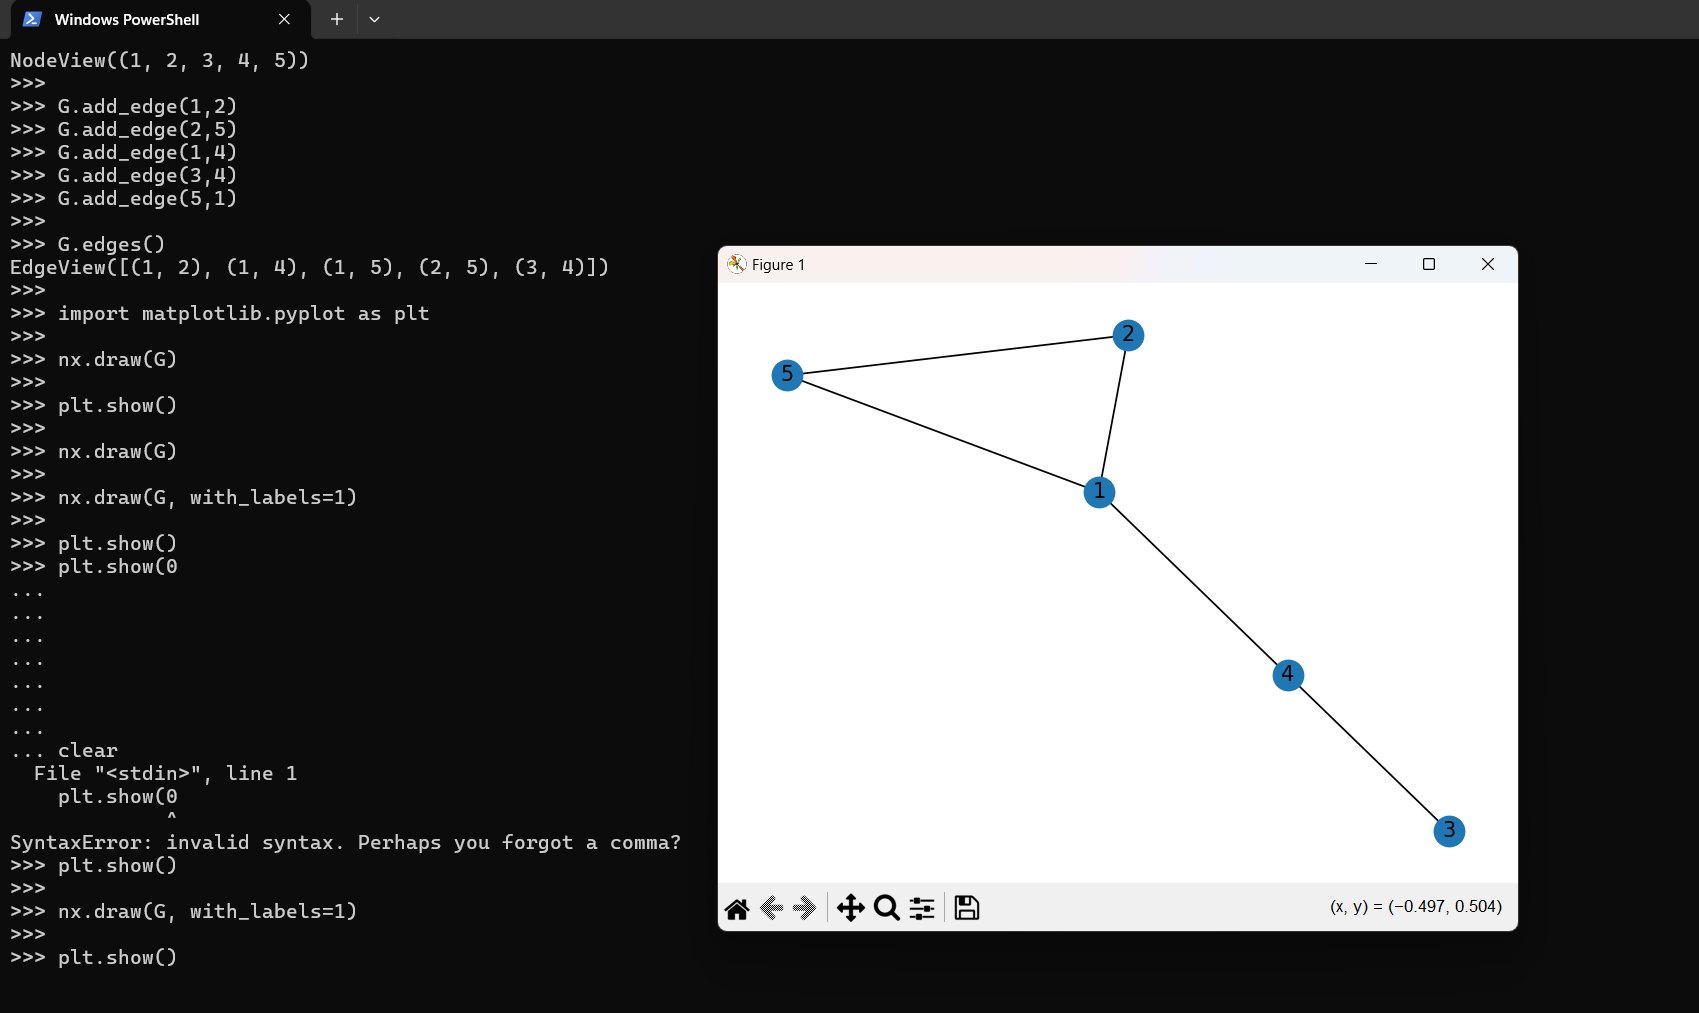 Windows PowerShell
NodeView((1, 2, 3, 4, 5))
>>>
>>> G.add_edge(1,2)
>>> G.add_edge(2,5)
>>> G.add_edge(1,4)
>>> G.add_edge(3,4)
>>> G.add_edge(5,1)
>>>
>>> G.edges()
EdgeView([(1, 2), (1, 4), (1, 5), (2, 5), (3, 4)])
>>>
>>> import matplotlib.pyplot as plt
>>>
>>> nx.draw(G)
>>>
>>> plt.show()
>>>
>>> nx.draw(G)
>>>
>>> nx.draw(G, with_labels=1)
>>>
>>> plt.show()
>>> plt.show(0
...
...
...
...
...
...
...
... clear
  File "<stdin>", line 1
    plt.show(0
             ^
SyntaxError: invalid syntax. Perhaps you forgot a comma?
>>> plt.show()
>>>
>>> nx.draw(G, with_labels=1)
>>>
>>> plt.show()
Figure 1
2
5
1
4
3
(x, y) = (−0.497, 0.504)